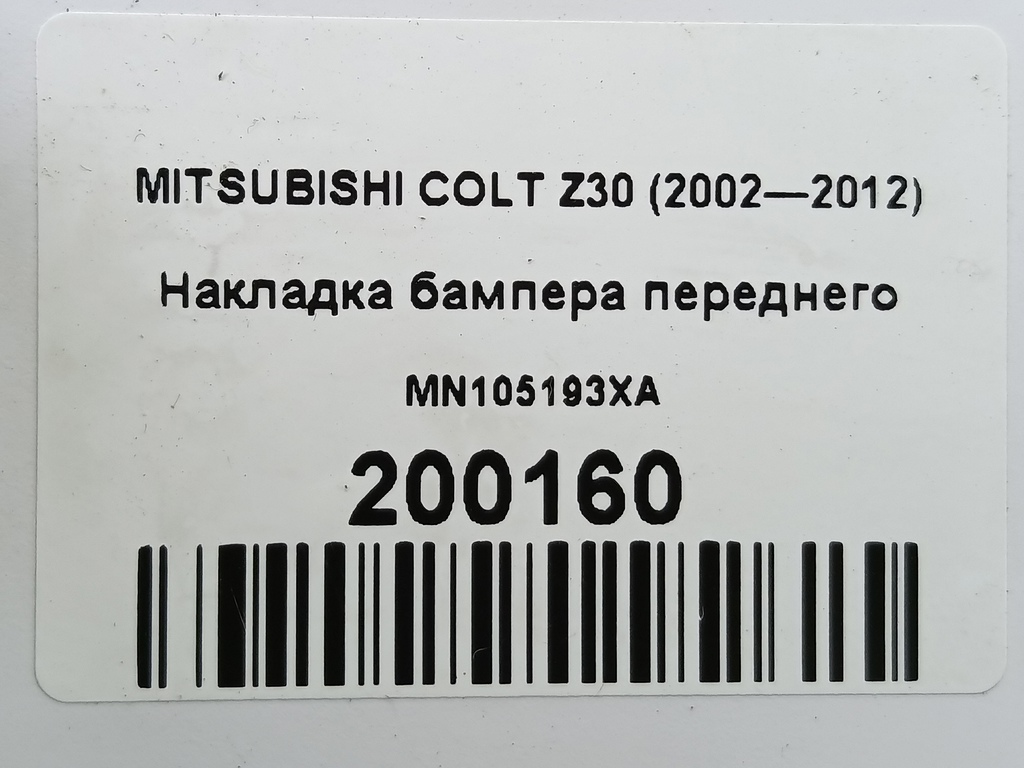 MITSUBISHI COLT Z30 (2002—2012)
Накладка бампера переднего
MN105193XA
200160